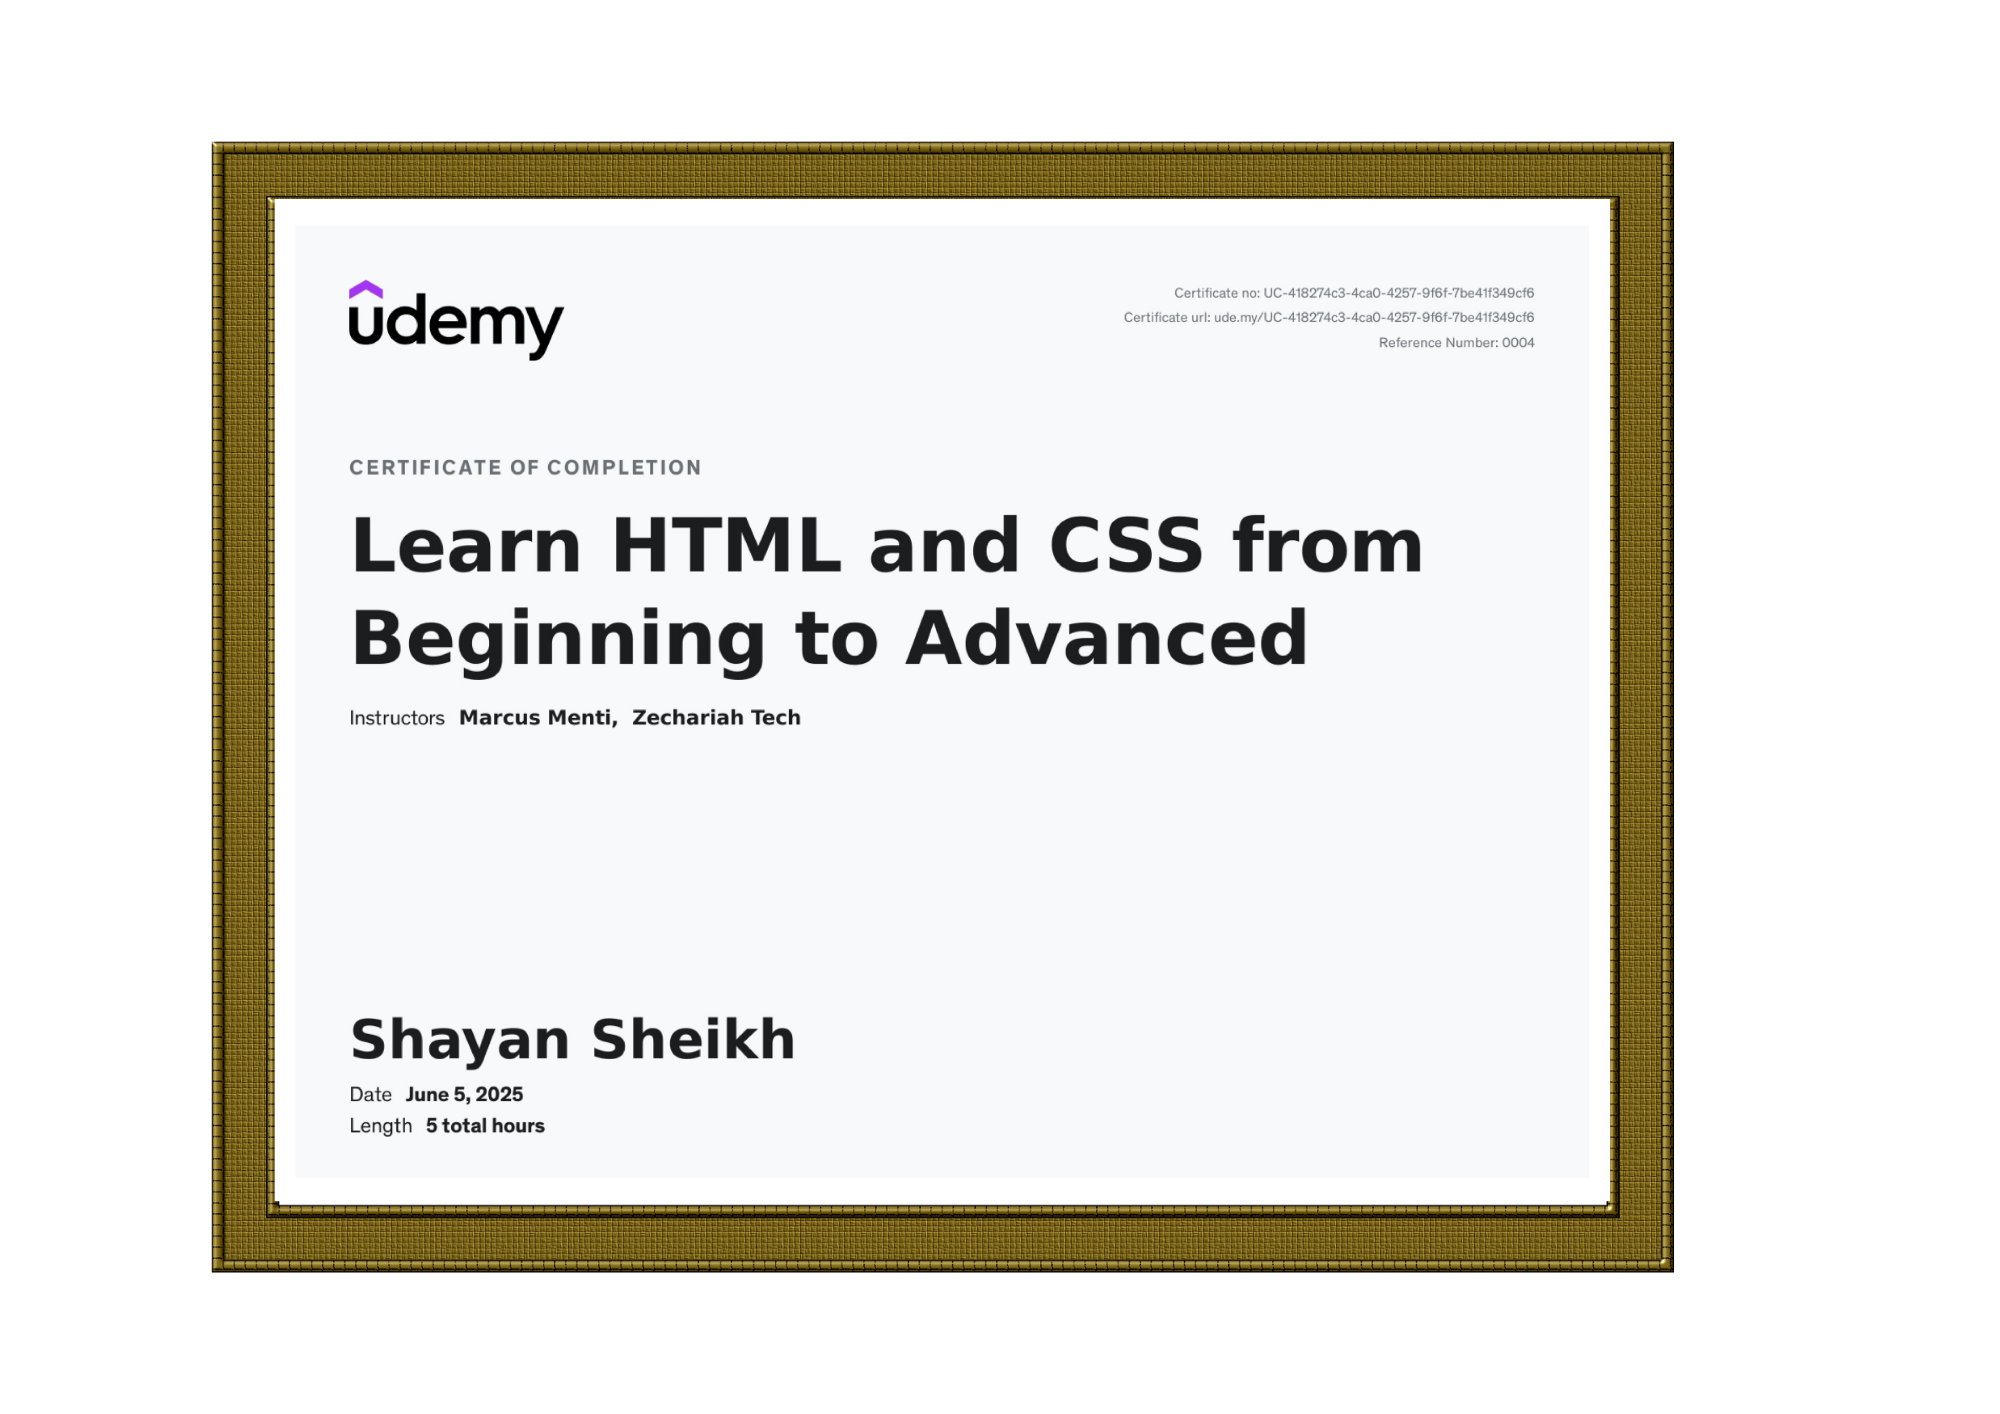 udemy
Certificate no: UC-418274c3-4ca0-4257-9f6f-7be41f349cf6
Certificate url: ude.my/UC-418274c3-4ca0-4257-9f6f-7be41f349cf6
Reference Number: 0004
CERTIFICATE OF COMPLETION
Learn HTML and CSS from
Beginning to Advanced
Instructors Marcus Menti, Zechariah Tech
Shayan Sheikh
Date June 5, 2025
Length 5 total hours